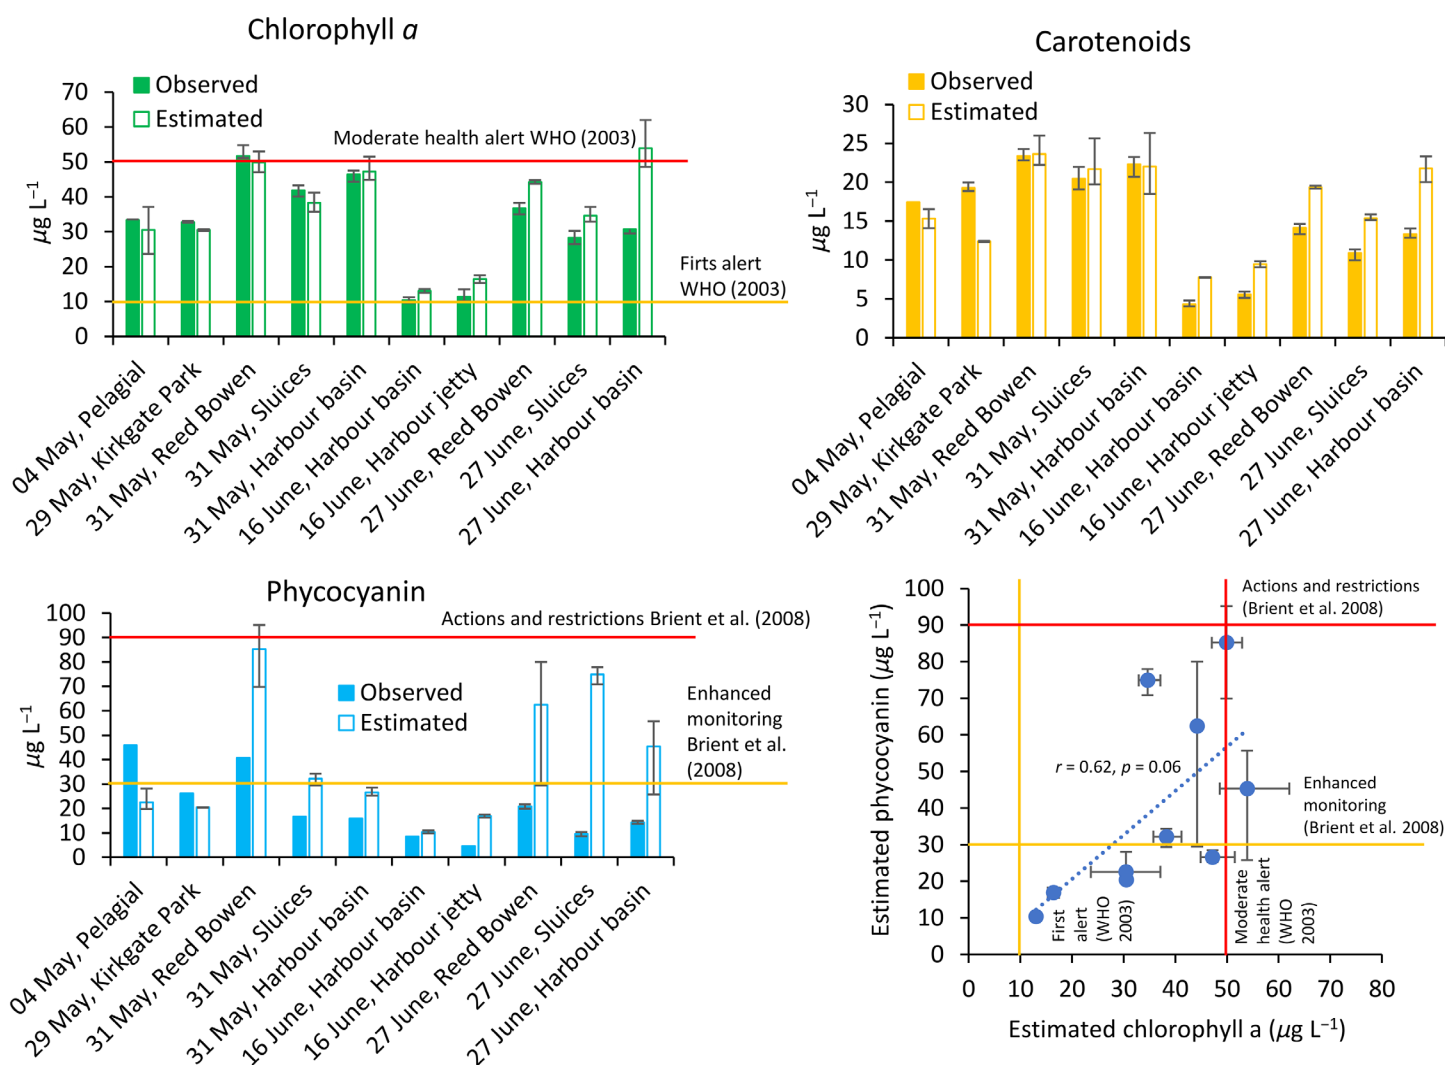 Chlorophyll a
Observed
Estimated
Moderate health alert WHO (2003)
Firts alert
WHO (2003)
µg L⁻¹
70
60
50
40
30
20
10
0
04 May, Pelagial
29 May, Kirkgate Park
31 May, Reed Bowen
31 May, Sluices
31 May, Harbour basin
16 June, Harbour basin
16 June, Harbour jetty
27 June, Reed Bowen
27 June, Sluices
27 June, Harbour basin
Carotenoids
Observed
Estimated
µg L⁻¹
30
25
20
15
10
5
0
04 May, Pelagial
29 May, Kirkgate Park
31 May, Reed Bowen
31 May, Sluices
31 May, Harbour basin
16 June, Harbour basin
16 June, Harbour jetty
27 June, Reed Bowen
27 June, Sluices
27 June, Harbour basin
Phycocyanin
Actions and restrictions Brient et al. (2008)
Observed
Estimated
Enhanced
monitoring
Brient et al.
(2008)
µg L⁻¹
100
90
80
70
60
50
40
30
20
10
0
04 May, Pelagial
29 May, Kirkgate Park
31 May, Reed Bowen
31 May, Sluices
31 May, Harbour basin
16 June, Harbour basin
16 June, Harbour jetty
27 June, Reed Bowen
27 June, Sluices
27 June, Harbour basin
Actions and restrictions
(Brient et al. 2008)
r = 0.62, p = 0.06
Enhanced
monitoring
(Brient et al. 2008)
First
alert
(WHO
2003)
Moderate
health alert
(WHO
2003)
Estimated phycocyanin (µg L⁻¹)
100
90
80
70
60
50
40
30
20
10
0
0 10 20 30 40 50 60 70 80
Estimated chlorophyll a (µg L⁻¹)